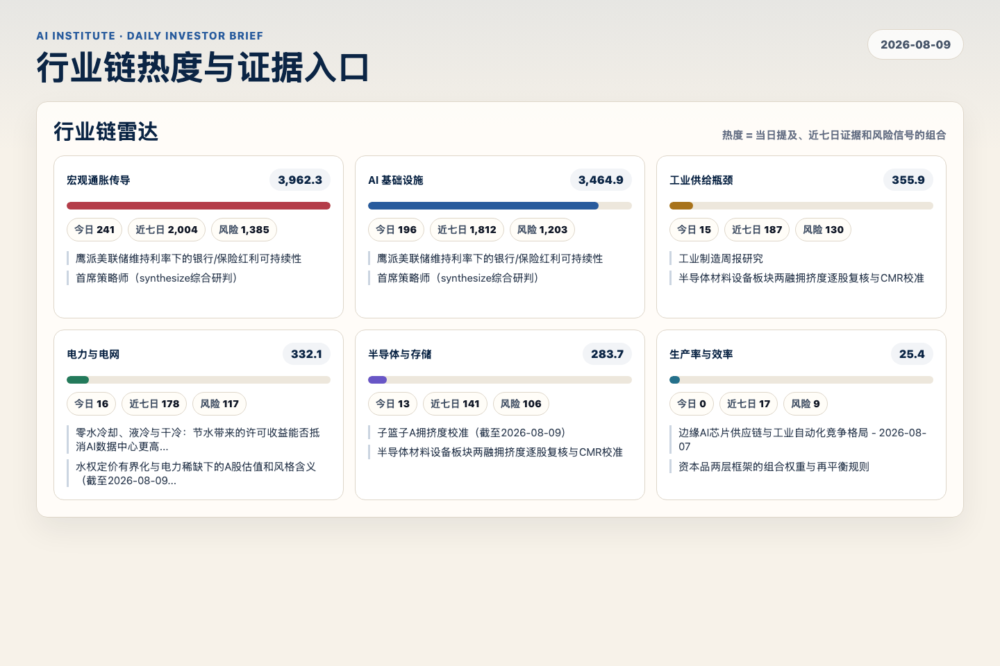 AI INSTITUTE · DAILY INVESTOR BRIEF
行业链热度与证据入口
2026-08-09
行业链雷达
热度 = 当日提及、近七日证据和风险信号的组合
宏观通胀传导
3,962.3
今日 241
近七日 2,004
风险 1,385
鹰派美联储维持利率下的银行/保险红利可持续性
首席策略师（synthesize综合研判）
AI 基础设施
3,464.9
今日 196
近七日 1,812
风险 1,203
鹰派美联储维持利率下的银行/保险红利可持续性
首席策略师（synthesize综合研判）
工业供给瓶颈
355.9
今日 15
近七日 187
风险 130
工业制造周报研究
半导体材料设备板块两融拥挤度逐股复核与CMR校准
电力与电网
332.1
今日 16
近七日 178
风险 117
零水冷却、液冷与干冷：节水带来的许可收益能否抵
消AI数据中心更高...
水权定价有界化与电力稀缺下的A股估值和风格含义
（截至2026-08-09...
半导体与存储
283.7
今日 13
近七日 141
风险 106
子篮子A拥挤度校准（截至2026-08-09）
半导体材料设备板块两融拥挤度逐股复核与CMR校准
生产率与效率
25.4
今日 0
近七日 17
风险 9
边缘AI芯片供应链与工业自动化竞争格局 - 2026-08-
07
资本品两层框架的组合权重与再平衡规则